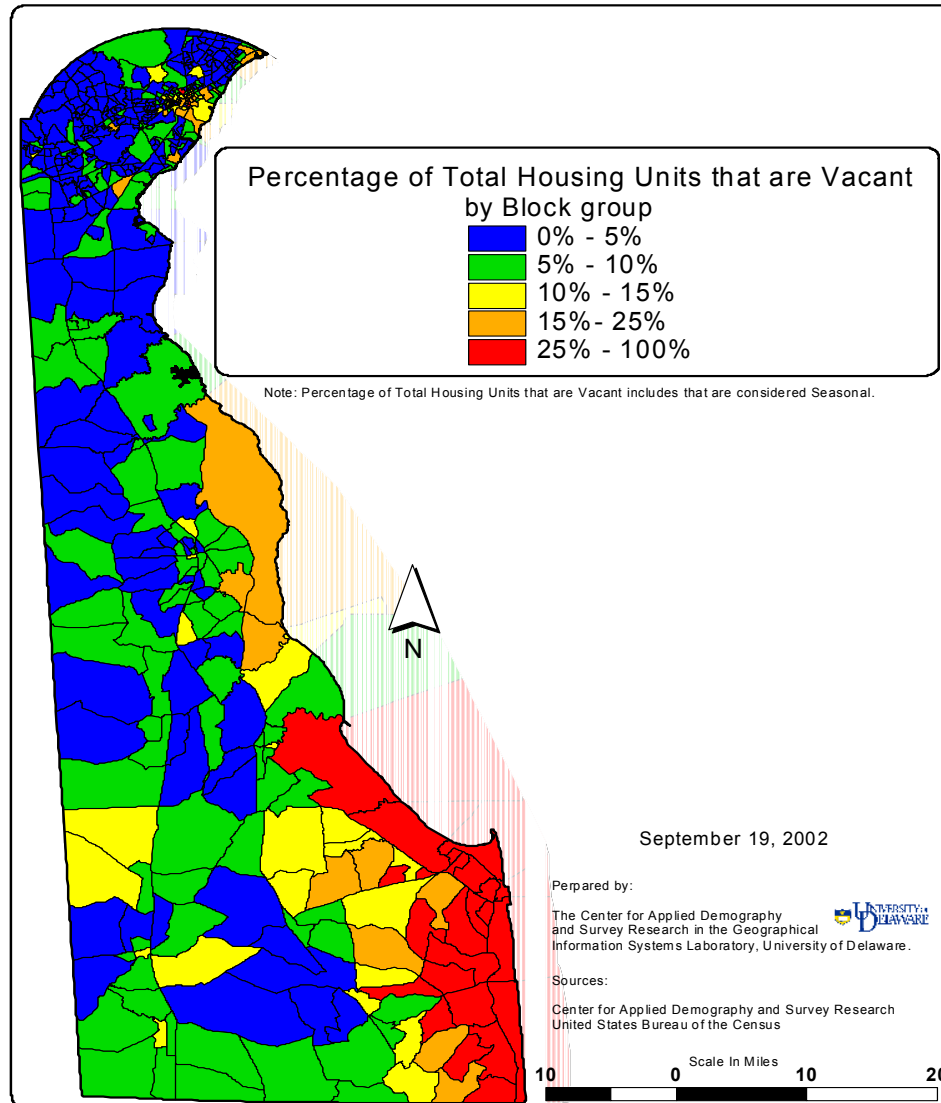 Percentage of Total Housing Units that are Vacant
by Block group
0% - 5%
5% - 10%
10% - 15%
15%- 25%
25% - 100%
Note: Percentage of Total Housing Units that are Vacant includes that are considered Seasonal.
N
September 19, 2002
Perpared by:
The Center for Applied Demography
and Survey Research in the Geographical
Information Systems Laboratory, University of Delaware.
UNIVERSITY OF
DELAWARE
Sources:
Center for Applied Demography and Survey Research
United States Bureau of the Census
Scale In Miles
10 0 10 20